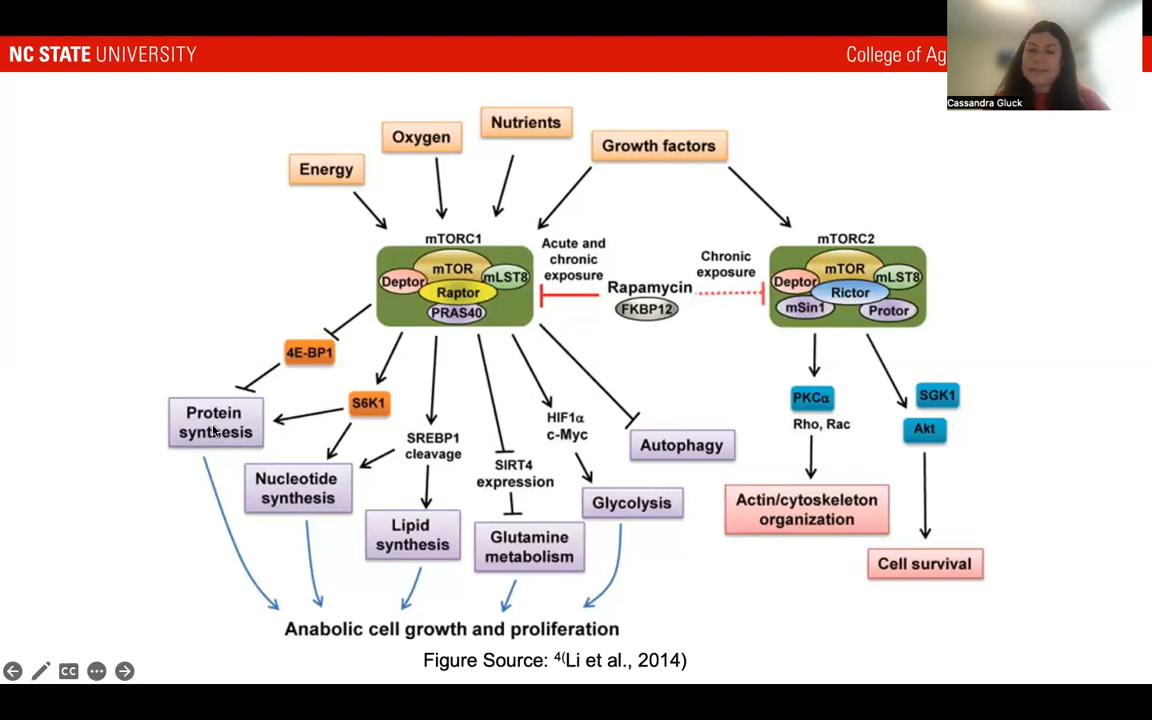 NC STATE UNIVERSITY
College of Ag
Cassandra Gluck
Nutrients
Oxygen
Growth factors
Energy
mTORC1
mTORC2
Acute and
chronic
exposure
Chronic
exposure
mTOR
Deptor
mLST8
Raptor
PRAS40
Rapamycin
FKBP12
mTOR
Deptor
mLST8
Rictor
mSin1
Protor
4E-BP1
S6K1
Protein
synthesis
SREBP1
cleavage
HIF1α
c-Myc
Autophagy
PKCα
Rho, Rac
SGK1
Akt
Nucleotide
synthesis
SIRT4
expression
Glycolysis
Lipid
synthesis
Glutamine
metabolism
Actin/cytoskeleton
organization
Cell survival
Anabolic cell growth and proliferation
Figure Source: ⁴⁽Li et al., 2014)
CC